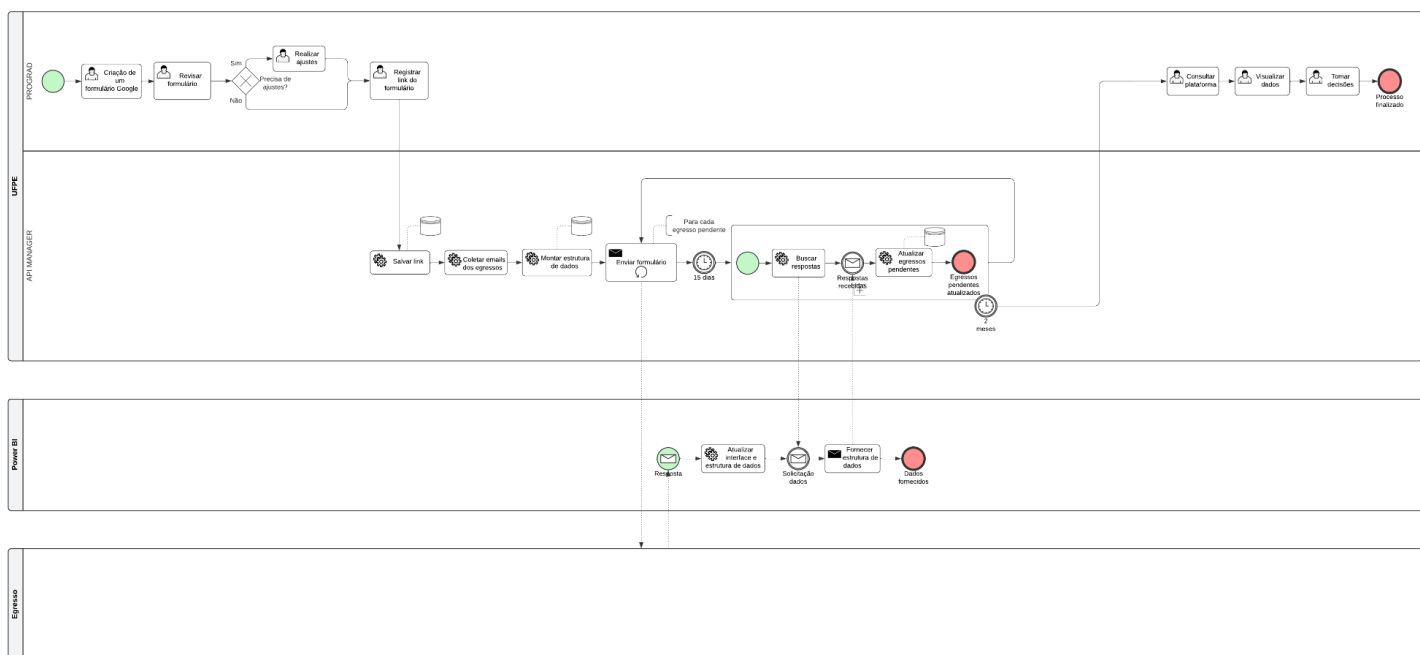 UFPE
PROGRAD
Criação de
um
formulário Google
Revisar
formulário
Sim
Precisa de
ajustes?
Não
Realizar
ajustes
Registrar
link do
formulário
Consultar
plataforma
Visualizar
dados
Tomar
decisões
Processo
finalizado
API MANAGER
Salvar link
Coletar emails
dos egressos
Montar estrutura
de dados
Enviar formulário
Para cada
egresso pendente
15 dias
Buscar
respostas
Respostas
recebidas
Atualizar
egressos
pendentes
Egressos
pendentes
atualizados
2
meses
Power BI
Resposta
Atualizar
interface e
estrutura de dados
Solicitação
dados
Fornecer
estrutura de
dados
Dados
fornecidos
Egresso